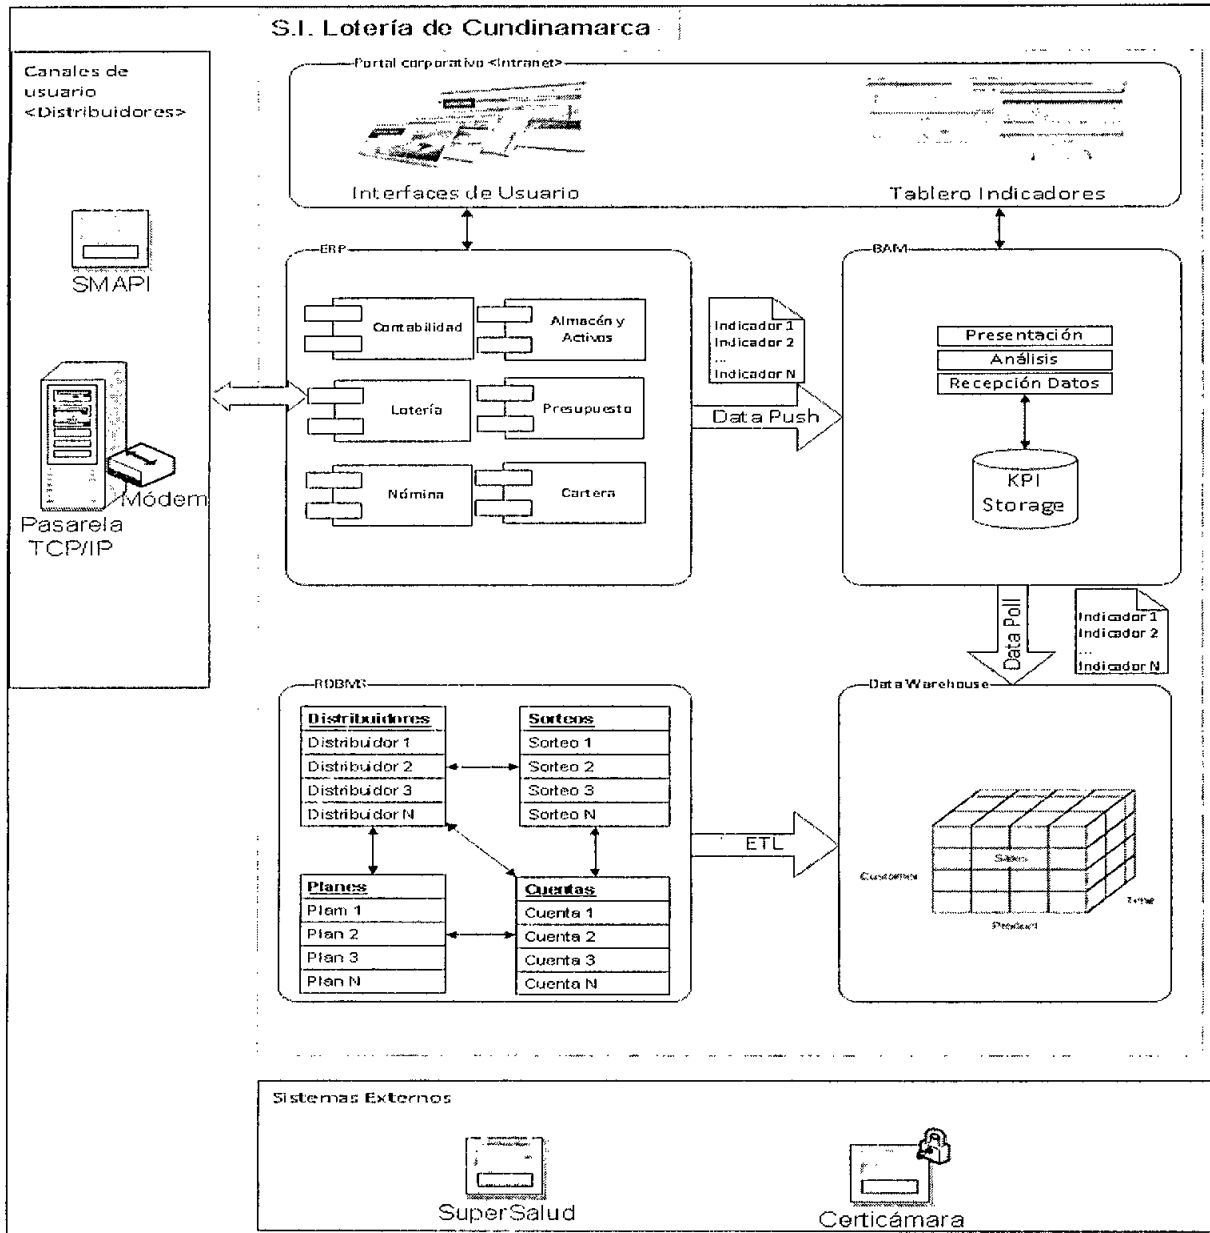 S.I. Lotería de Cundinamarca
Canales de
usuario
<Distribuidores>
SMAPI
Módem
Pasarela
TCP/IP
Portal corporativo <Intranet>
Interfaces de Usuario
Tablero Indicadores
ERP
Contabilidad
Almacén y
Activos
Lotería
Presupuesto
Nómina
Cartera
Indicador 1
Indicador 2
...
Indicador N
Data Push
BAM
Presentación
Análisis
Recepción Datos
KPI
Storage
Data Poll
Indicador 1
Indicador 2
...
Indicador N
RDBMS
Distribuidores
Distribuidor 1
Distribuidor 2
Distribuidor 3
Distribuidor N
Sorteos
Sorteo 1
Sorteo 2
Sorteo 3
Sorteo N
Planes
Plan 1
Plan 2
Plan 3
Plan N
Cuentas
Cuenta 1
Cuenta 2
Cuenta 3
Cuenta N
ETL
Data Warehouse
Sales
Customer
Time
Product
Sistemas Externos
SuperSalud
Certicámara